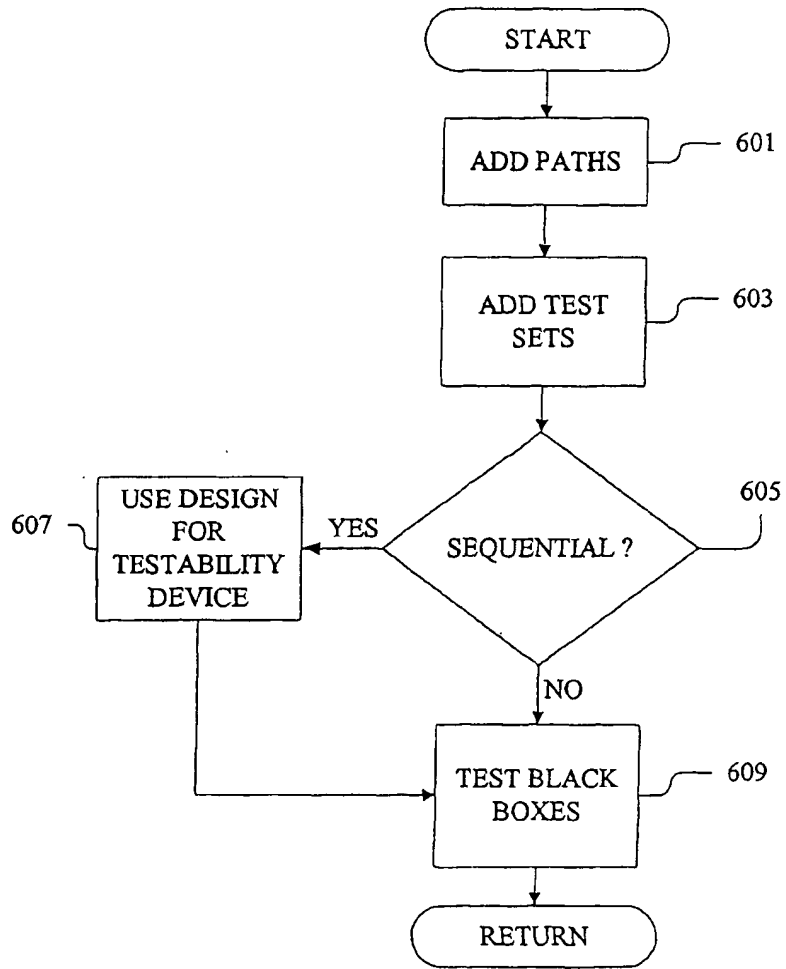 START
ADD PATHS
601
ADD TEST
SETS
603
605
SEQUENTIAL ?
YES
607
USE DESIGN
FOR
TESTABILITY
DEVICE
NO
TEST BLACK
BOXES
609
RETURN